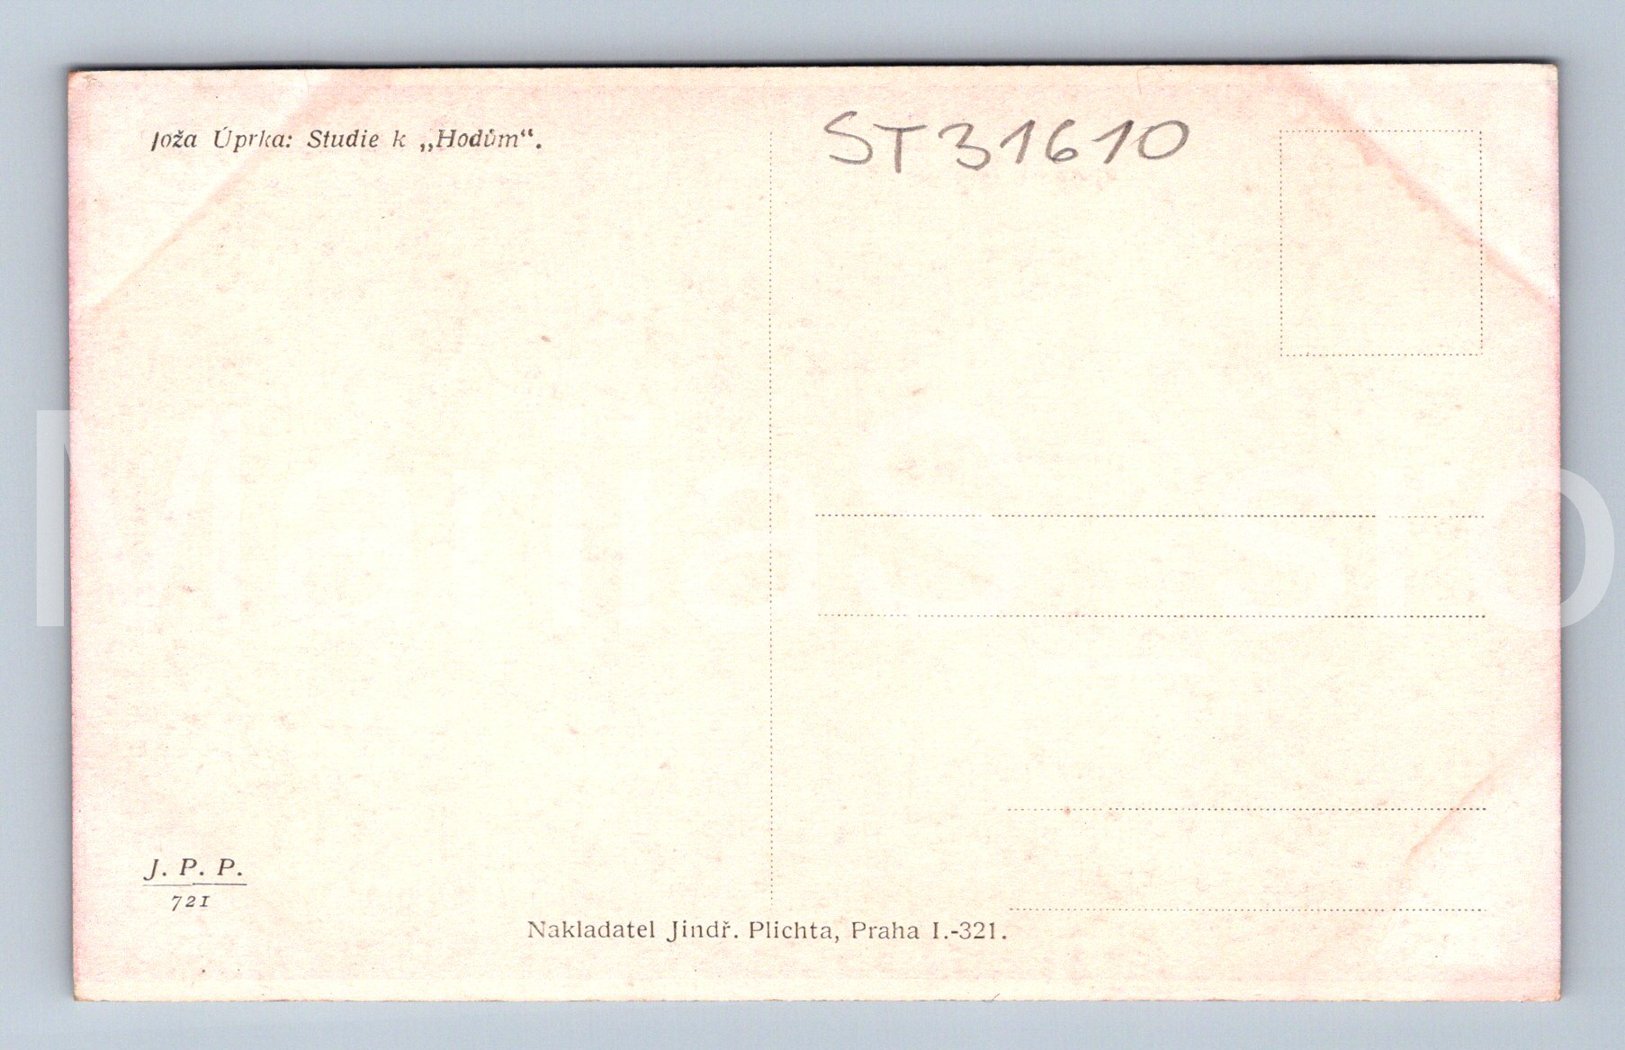 Joža Úprka: Studie k „Hodům“.
ST31610
J. P. P.
721
Nakladatel Jindř. Plichta, Praha I.-321.